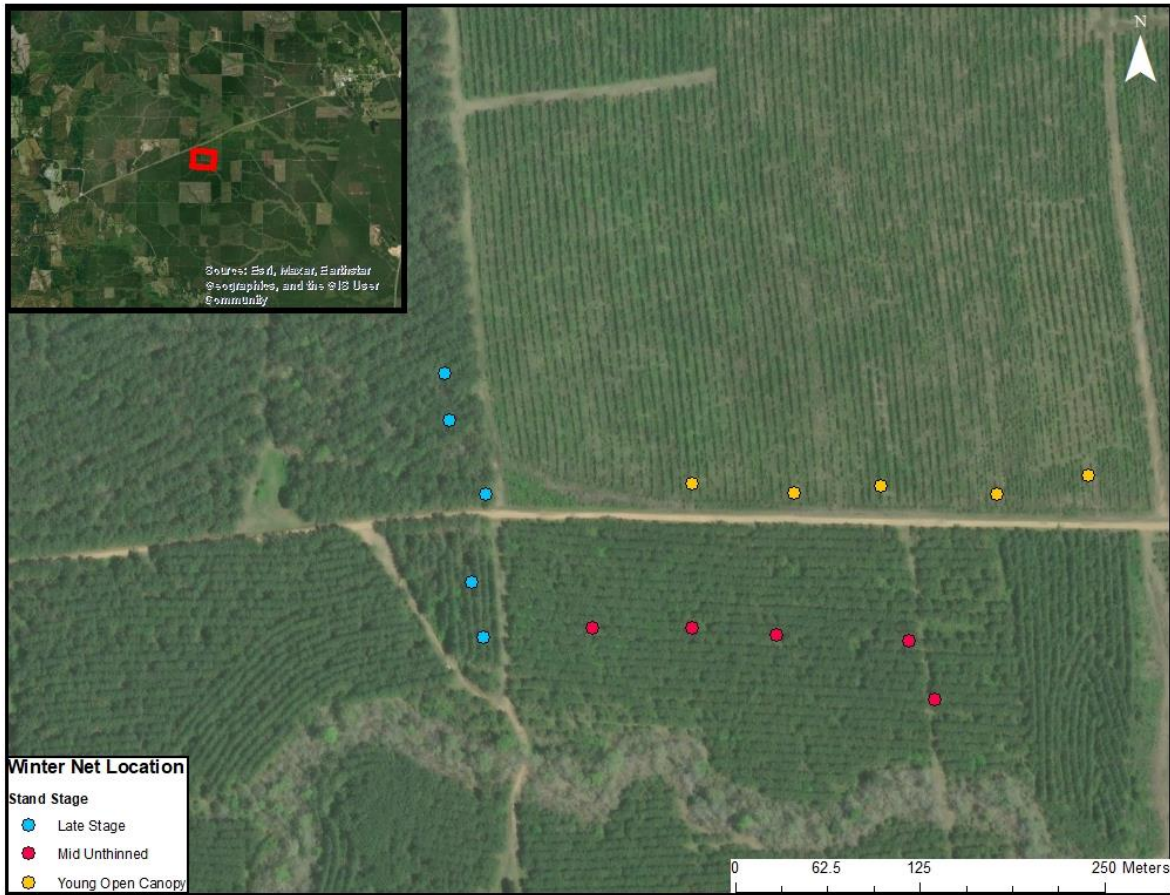 N
Source: Esri, Maxar, Earthstar
Geographics, and the GIS User
Community
Winter Net Location
Stand Stage
Late Stage
Mid Unthinned
Young Open Canopy
0 62.5 125 250 Meters